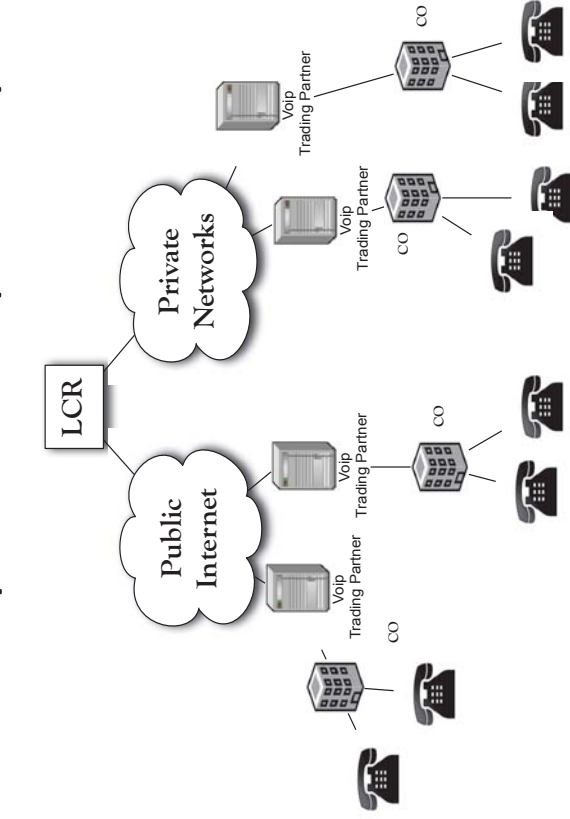 LCR
Public
Internet
Private
Networks
Voip
Trading Partner
Voip
Trading Partner
Voip
Trading Partner
Voip
Trading Partner
CO
CO
CO
CO